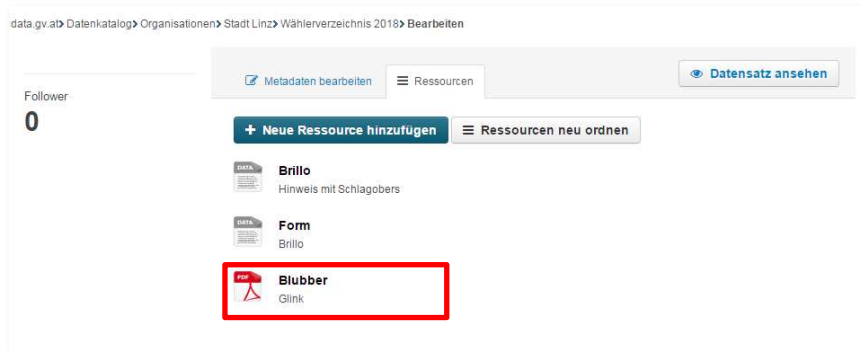 data.gv.at> Datenkatalog> Organisationen> Stadt Linz> Wählerverzeichnis 2018> Bearbeiten
Follower
0
Metadaten bearbeiten
Ressourcen
Datensatz ansehen
+ Neue Ressource hinzufügen
Ressourcen neu ordnen
DATA
Brillo
Hinweis mit Schlagobers
DATA
Form
Brillo
PDF
Blubber
Glink